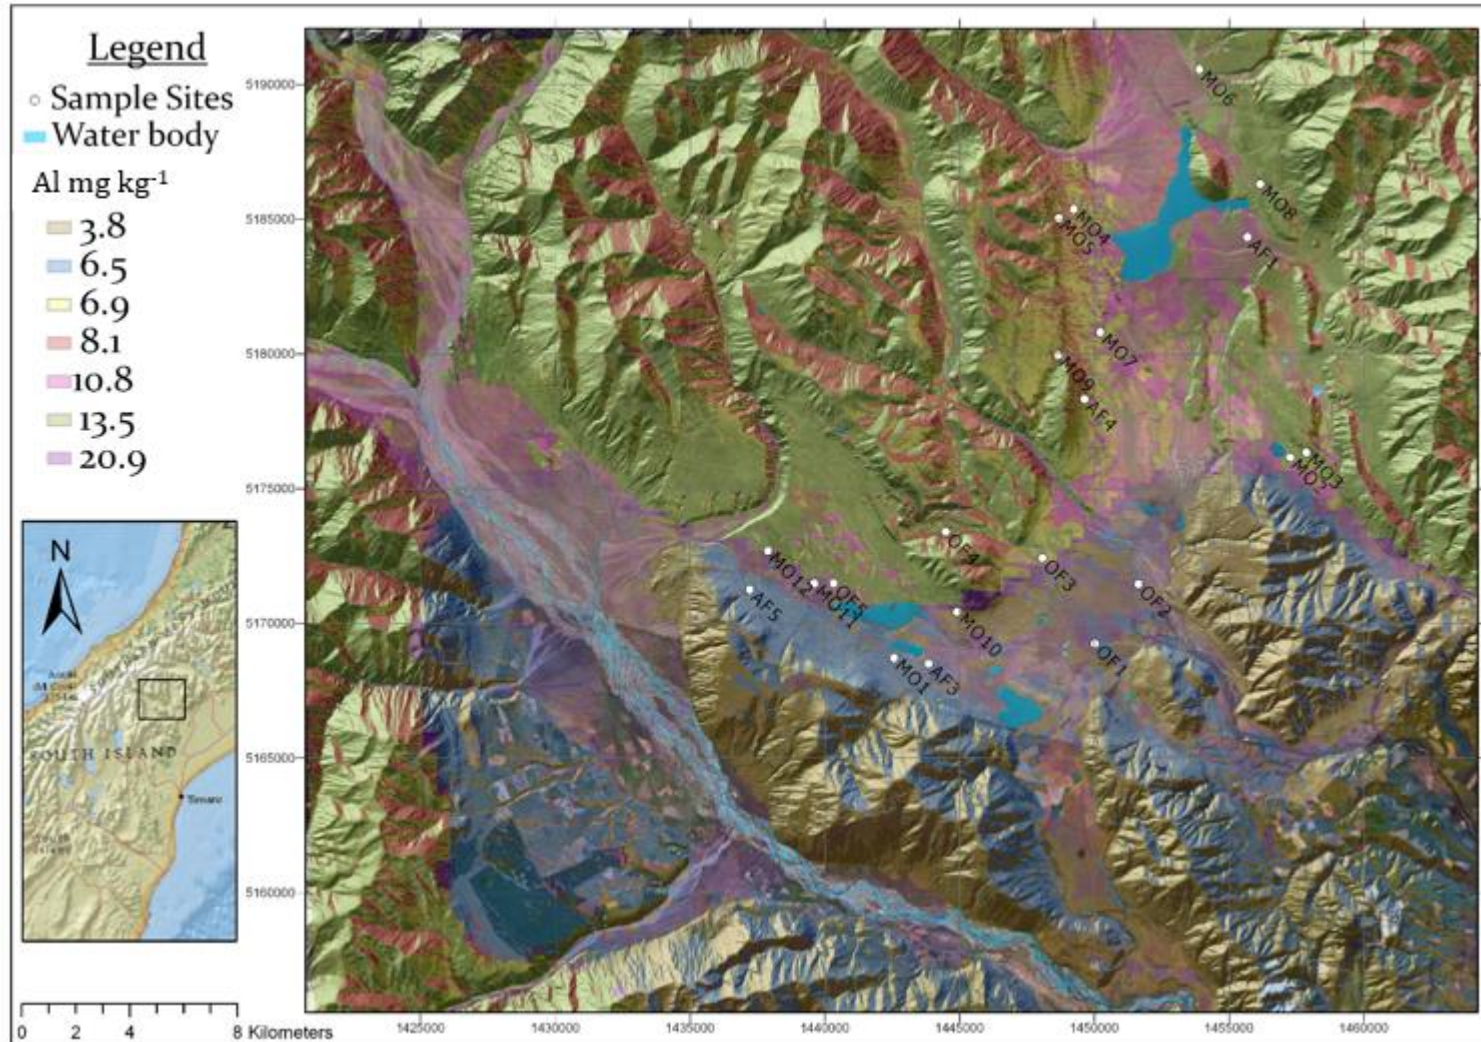 Legend
Sample Sites
Water body
Al mg kg-1
3.8
6.5
6.9
8.1
10.8
13.5
20.9
N
SOUTH ISLAND
Timaru
0 2 4 8 Kilometers
5190000
5185000
5180000
5175000
5170000
5165000
5160000
1425000 1430000 1435000 1440000 1445000 1450000 1455000 1460000
MO6
MO8
AF1
MO4
MO5
MO7
MO9
AF4
MO3
MO2
OF4
OF3
OF2
MO12
OF5
MO11
AF5
MO10
OF1
MO1
AF3